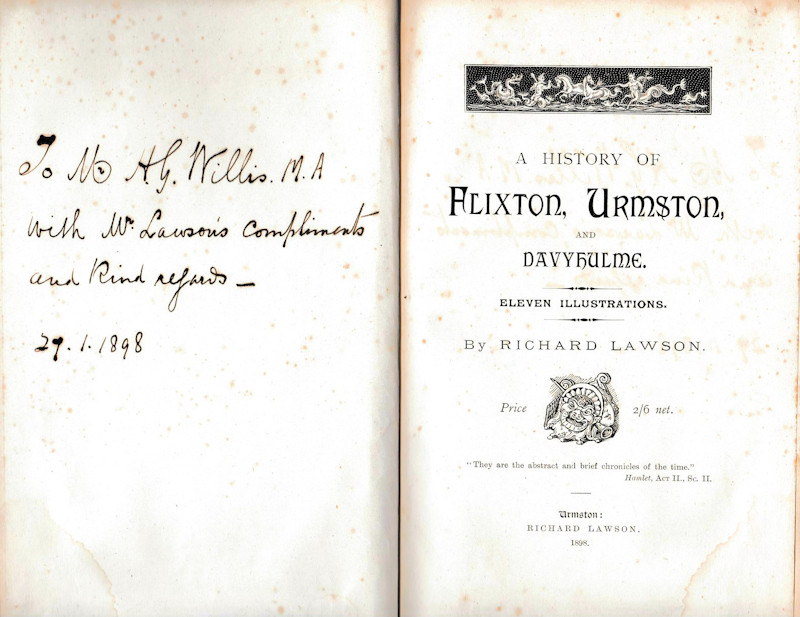 To Mr H.G. Willis. M.A
with Mr. Lawson's compliments
and Kind regards —
29.1.1898
A HISTORY OF
FLIXTON, URMSTON,
AND
DAVYHULME.
ELEVEN ILLUSTRATIONS.
By RICHARD LAWSON.
Price 2/6 net.
"They are the abstract and brief chronicles of the time."
Hamlet, ACT II., SC. II.
Urmston:
RICHARD LAWSON.
1898.